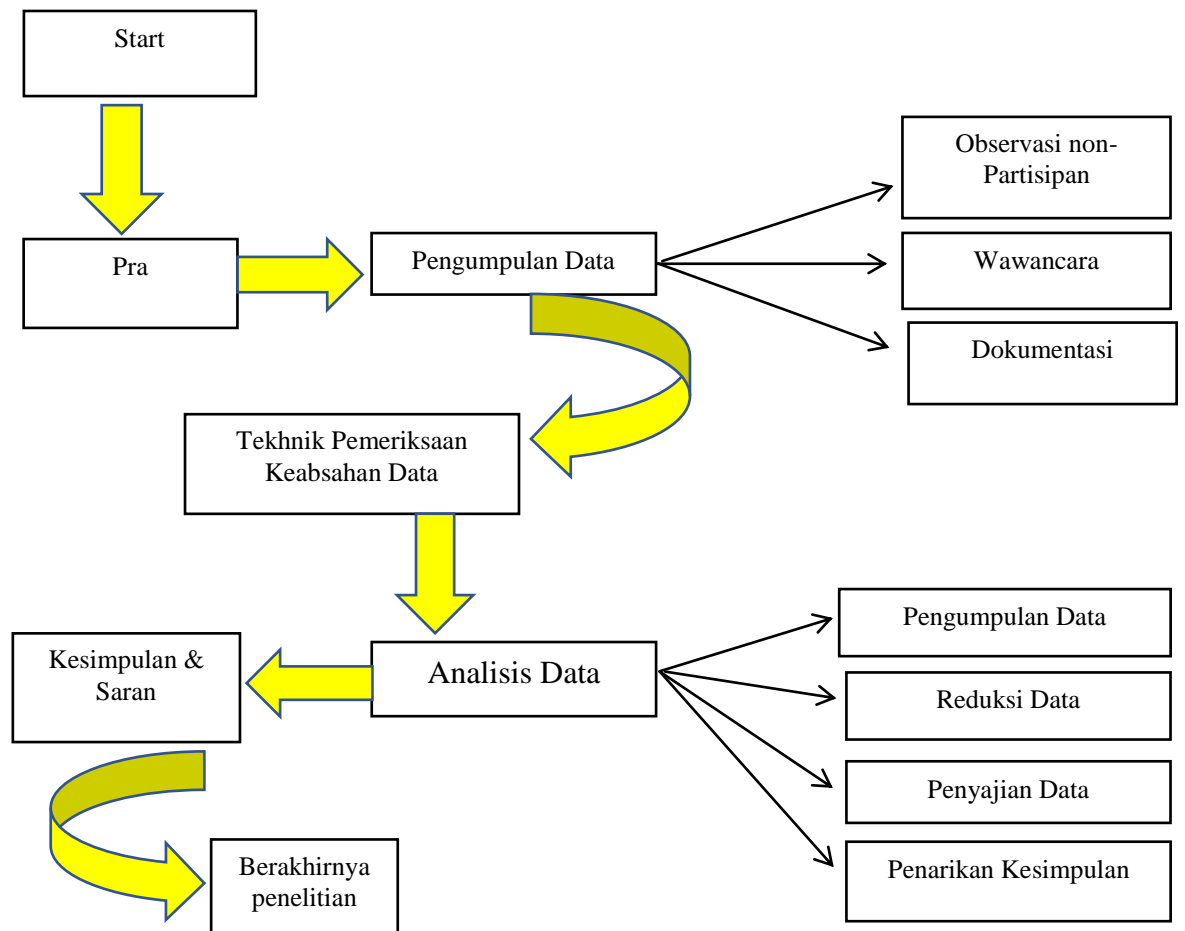 Start
Pra
Pengumpulan Data
Observasi non-
Partisipan
Wawancara
Dokumentasi
Tekhnik Pemeriksaan
Keabsahan Data
Analisis Data
Pengumpulan Data
Reduksi Data
Penyajian Data
Penarikan Kesimpulan
Kesimpulan &
Saran
Berakhirnya
penelitian